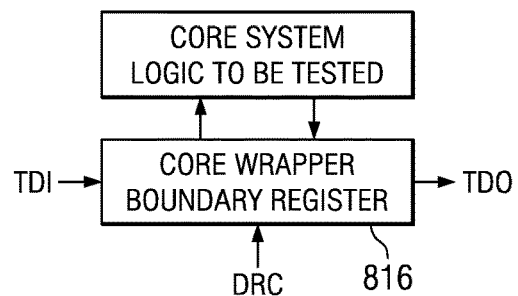 CORE SYSTEM
LOGIC TO BE TESTED
TDI
CORE WRAPPER
BOUNDARY REGISTER
TDO
DRC
816